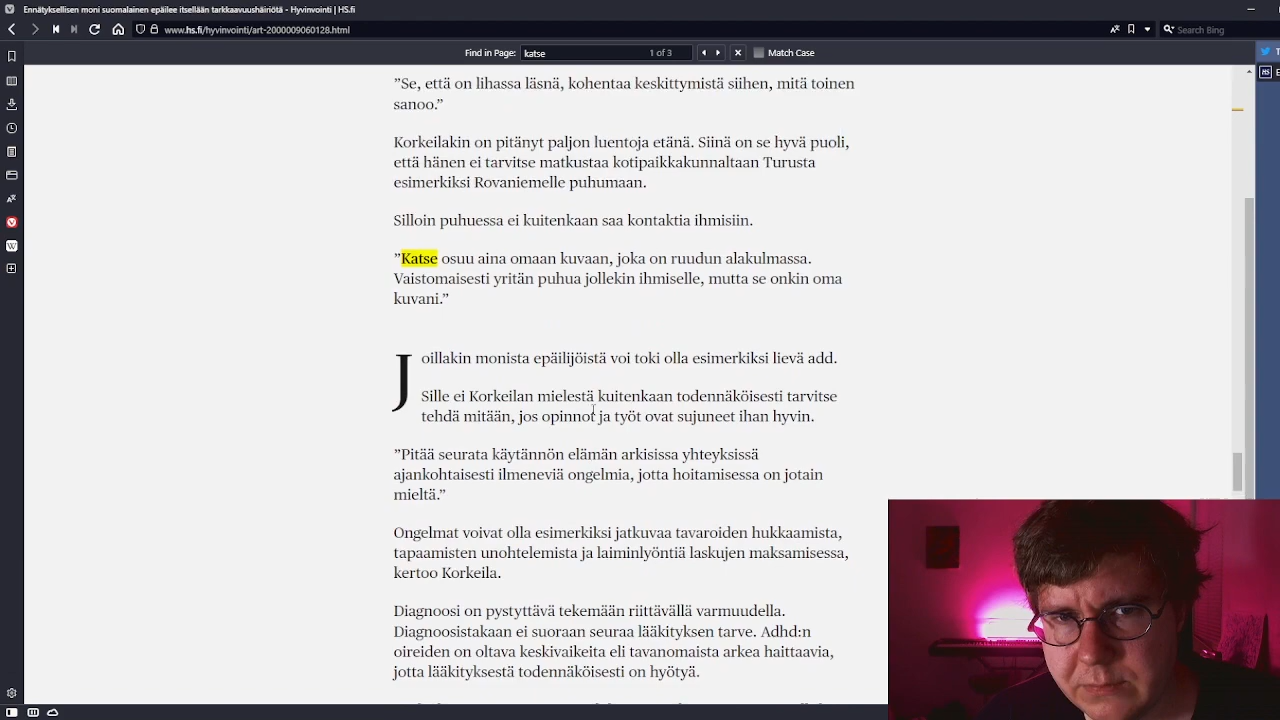 Ennätyksellisen moni suomalainen epäilee itsellään tarkkaavuushäiriötä - Hyvinvointi | HS.fi
www.hs.fi/hyvinvointi/art-2000009060128.html
Search Bing
Find in Page:
katse
1 of 3
Match Case
”Se, että on lihassa läsnä, kohentaa keskittymistä siihen, mitä toinen
sanoo.”
Korkeilakin on pitänyt paljon luentoja etänä. Siinä on se hyvä puoli,
että hänen ei tarvitse matkustaa kotipaikkakunnaltaan Turusta
esimerkiksi Rovaniemelle puhumaan.
Silloin puhuessa ei kuitenkaan saa kontaktia ihmisiin.
”Katse osuu aina omaan kuvaan, joka on ruudun alakulmassa.
Vaistomaisesti yritän puhua jollekin ihmiselle, mutta se onkin oma
kuvani.”
Joillakin monista epäilijöistä voi toki olla esimerkiksi lievä add.
Sille ei Korkeilan mielestä kuitenkaan todennäköisesti tarvitse
tehdä mitään, jos opinnot ja työt ovat sujuneet ihan hyvin.
”Pitää seurata käytännön elämän arkisissa yhteyksissä
ajankohtaisesti ilmeneviä ongelmia, jotta hoitamisessa on jotain
mieltä.”
Ongelmat voivat olla esimerkiksi jatkuvaa tavaroiden hukkaamista,
tapaamisten unohtelemista ja laiminlyöntiä laskujen maksamisessa,
kertoo Korkeila.
Diagnoosi on pystyttävä tekemään riittävällä varmuudella.
Diagnoosistakaan ei suoraan seuraa lääkityksen tarve. Adhd:n
oireiden on oltava keskivaikeita eli tavanomaista arkea haittaavia,
jotta lääkityksestä todennäköisesti on hyötyä.